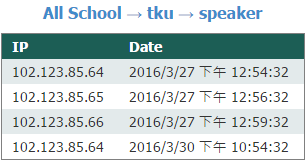 All School → tku → speaker
IP Date
102.123.85.64 2016/3/27 下午 12:54:32
102.123.85.65 2016/3/27 下午 12:56:32
102.123.85.66 2016/3/27 下午 12:59:32
102.123.85.64 2016/3/30 下午 10:54:32